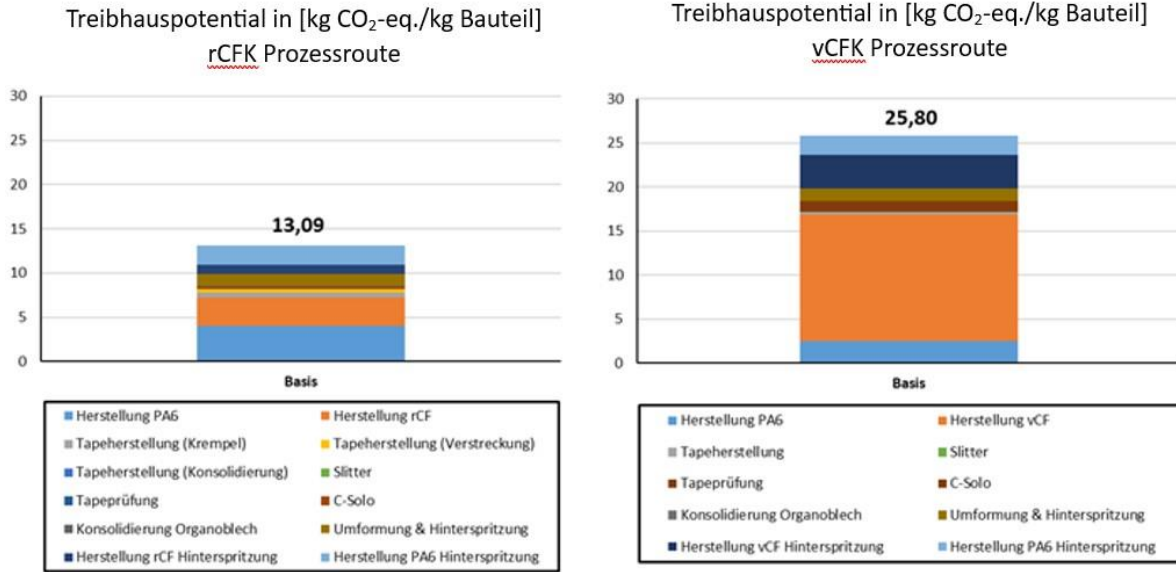 Treibhauspotential in [kg CO₂-eq./kg Bauteil]
rCFK Prozessroute
30
25
20
15
10
5
0
13,09
Basis
Herstellung PA6
Herstellung rCF
Tapeherstellung (Krempel)
Tapeherstellung (Verstreckung)
Tapeherstellung (Konsolidierung)
Slitter
Tapeprüfung
C-Solo
Konsolidierung Organoblech
Umformung & Hinterspritzung
Herstellung rCF Hinterspritzung
Herstellung PA6 Hinterspritzung
Treibhauspotential in [kg CO₂-eq./kg Bauteil]
vCFK Prozessroute
30
25
20
15
10
5
0
25,80
Basis
Herstellung PA6
Herstellung vCF
Tapeherstellung
Slitter
Tapeprüfung
C-Solo
Konsolidierung Organoblech
Umformung & Hinterspritzung
Herstellung vCF Hinterspritzung
Herstellung PA6 Hinterspritzung